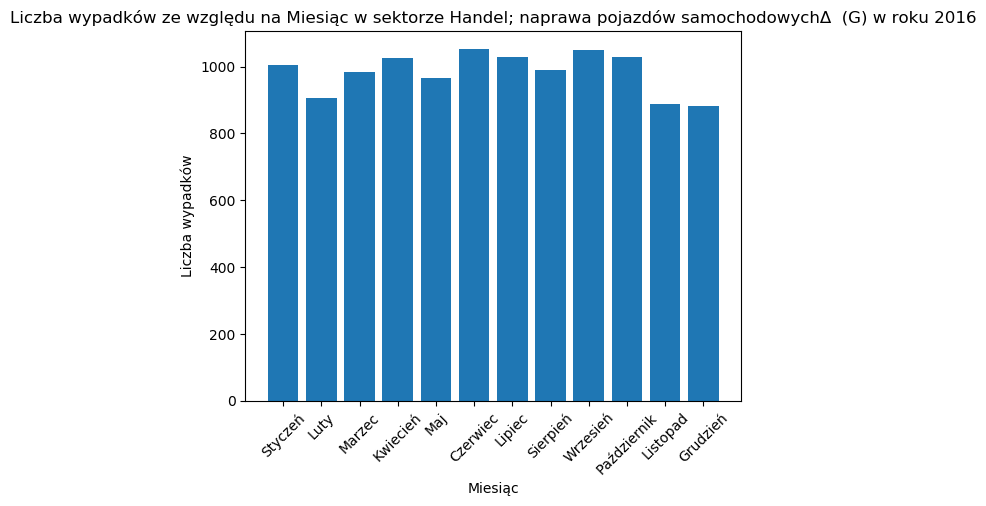 Liczba wypadków ze względu na Miesiąc w sektorze Handel; naprawa pojazdów samochodowychΔ  (G) w roku 2016
Liczba wypadków
1000
800
600
400
200
0
Styczeń
Luty
Marzec
Kwiecień
Maj
Czerwiec
Lipiec
Sierpień
Wrzesień
Październik
Listopad
Grudzień
Miesiąc